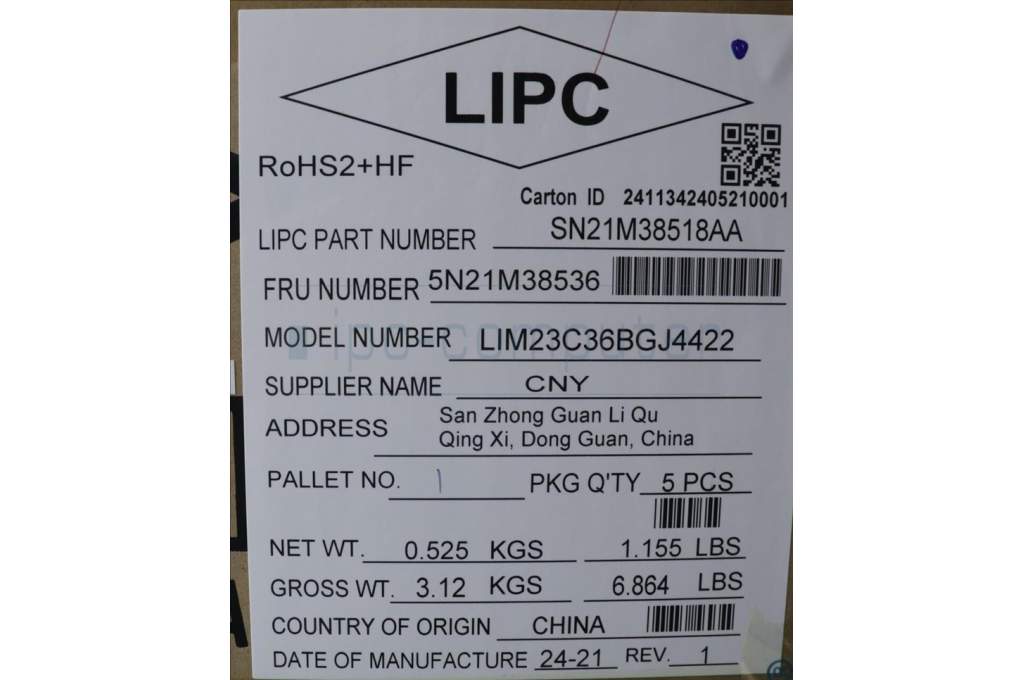 LIPC
RoHS2+HF
Carton ID 2411342405210001
LIPC PART NUMBER SN21M38518AA
FRU NUMBER 5N21M38536
MODEL NUMBER LIM23C36BGJ4422
ipc computer
SUPPLIER NAME CNY
ADDRESS San Zhong Guan Li Qu
Qing Xi, Dong Guan, China
PALLET NO. 1 PKG Q'TY 5 PCS
NET WT. 0.525 KGS 1.155 LBS
GROSS WT. 3.12 KGS 6.864 LBS
COUNTRY OF ORIGIN CHINA
DATE OF MANUFACTURE 24-21 REV. 1